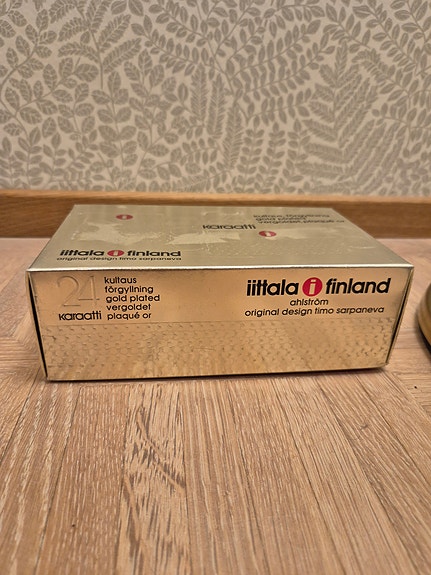 kultaus förgyllning
gold plated
vergoldet plaqué or
karaatti
iittala i finland
original design timo sarpaneva
24
karaatti
kultaus
förgyllning
gold plated
vergoldet
plaqué or
iittala i finland
ahlström
original design timo sarpaneva